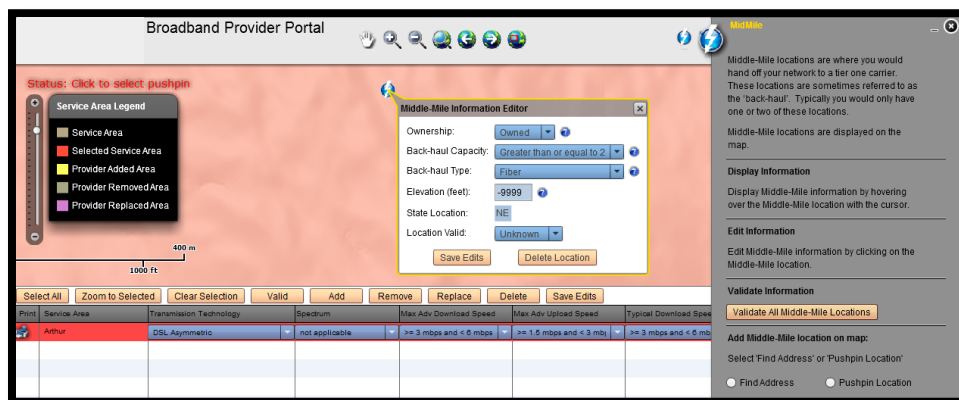 Broadband Provider Portal
Status: Click to select pushpin
Service Area Legend
Service Area
Selected Service Area
Provider Added Area
Provider Removed Area
Provider Replaced Area
400 m
1000 ft
Middle-Mile Information Editor
Ownership: Owned
Back-haul Capacity: Greater than or equal to 2
Back-haul Type: Fiber
Elevation (feet): -9999
State Location: NE
Location Valid: Unknown
Save Edits Delete Location
Select All Zoom to Selected Clear Selection Valid Add Remove Replace Delete Save Edits
Print Service Area Transmission Technology Spectrum Max Adv Download Speed Max Adv Upload Speed Typical Download Spee
Arthur DSL Asymmetric not applicable >= 3 mbps and < 6 mbps >= 1.5 mbps and < 3 mbp >= 3 mbps and < 6 mb
MidMile
Middle-Mile locations are where you would
hand off your network to a tier one carrier.
These locations are sometimes referred to as
the 'back-haul'. Typically you would only have
one or two of these locations.
Middle-Mile locations are displayed on the
map.
Display Information
Display Middle-Mile information by hovering
over the Middle-Mile location with the cursor.
Edit Information
Edit Middle-Mile information by clicking on the
Middle-Mile location.
Validate Information
Validate All Middle-Mile Locations
Add Middle-Mile location on map:
Select 'Find Address' or 'Pushpin Location'
Find Address Pushpin Location